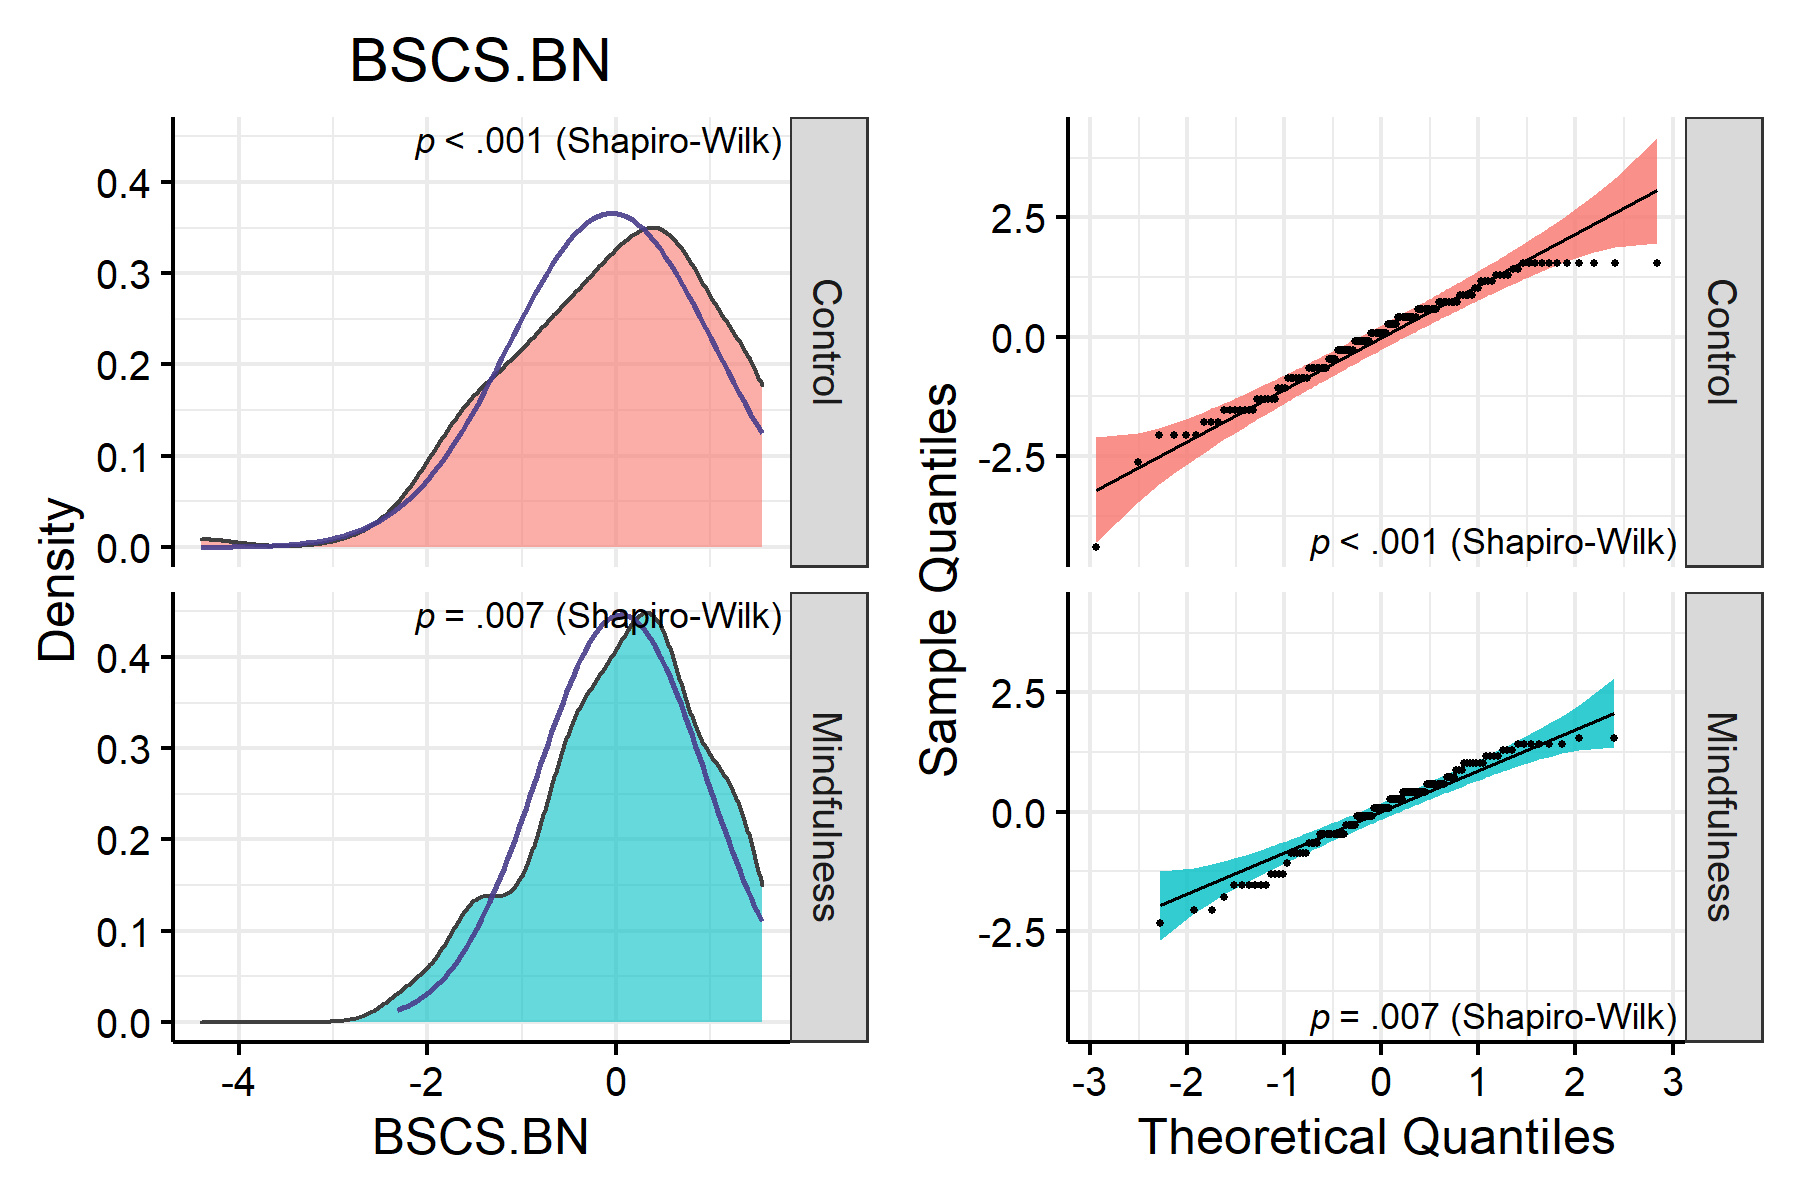 BSCS.BN
Density
p < .001 (Shapiro-Wilk)
0.4
0.3
0.2
0.1
0.0
Control
p = .007 (Shapiro-Wilk)
0.4
0.3
0.2
0.1
0.0
Mindfulness
-4 -2 0
BSCS.BN
Sample Quantiles
2.5
0.0
-2.5
p < .001 (Shapiro-Wilk)
Control
2.5
0.0
-2.5
p = .007 (Shapiro-Wilk)
Mindfulness
-3 -2 -1 0 1 2 3
Theoretical Quantiles